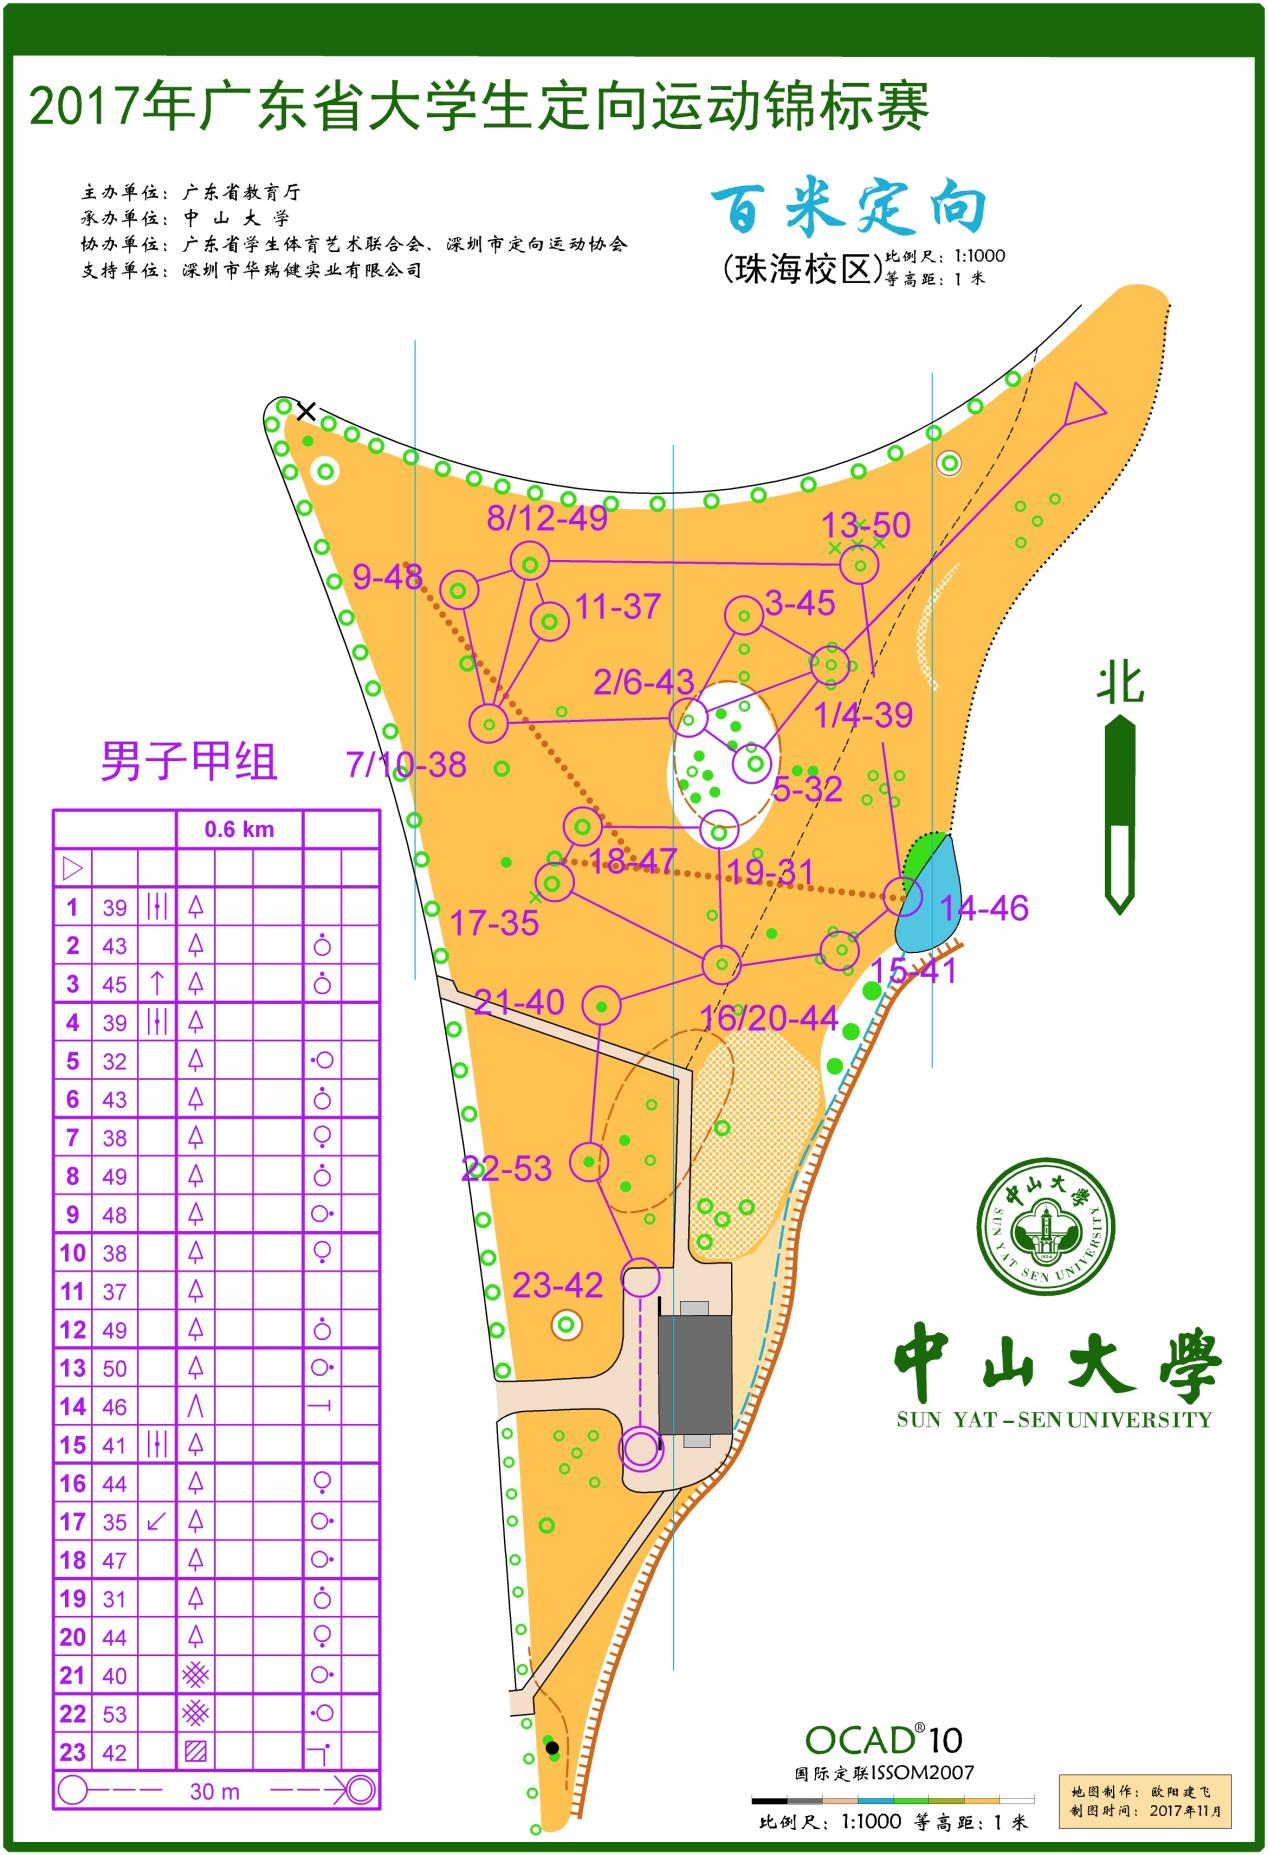 2017年广东省大学生定向运动锦标赛
主办单位：广东省教育厅
承办单位：中 山 大 学
协办单位：广东省学生体育艺术联合会、深圳市定向运动协会
支持单位：深圳市华瑞健实业有限公司
百米定向
(珠海校区)
比例尺：1:1000
等高距：1 米
8/12-49
13-50
9-48
11-37
3-45
2/6-43
1/4-39
北
7/10-38
5-32
18-47
19-31
17-35
14-46
15-41
21-40
16/20-44
22-53
23-42
男子甲组
0.6 km
1 39
2 43
3 45
4 39
5 32
6 43
7 38
8 49
9 48
10 38
11 37
12 49
13 50
14 46
15 41
16 44
17 35
18 47
19 31
20 44
21 40
22 53
23 42
30 m
中山大學
SUN YAT SEN UNIVERSITY
1924
中山大學
SUN YAT-SEN UNIVERSITY
OCAD®10
国际定联ISSOM2007
比例尺：1:1000 等高距：1 米
地图制作：欧阳建飞
制图时间：2017年11月